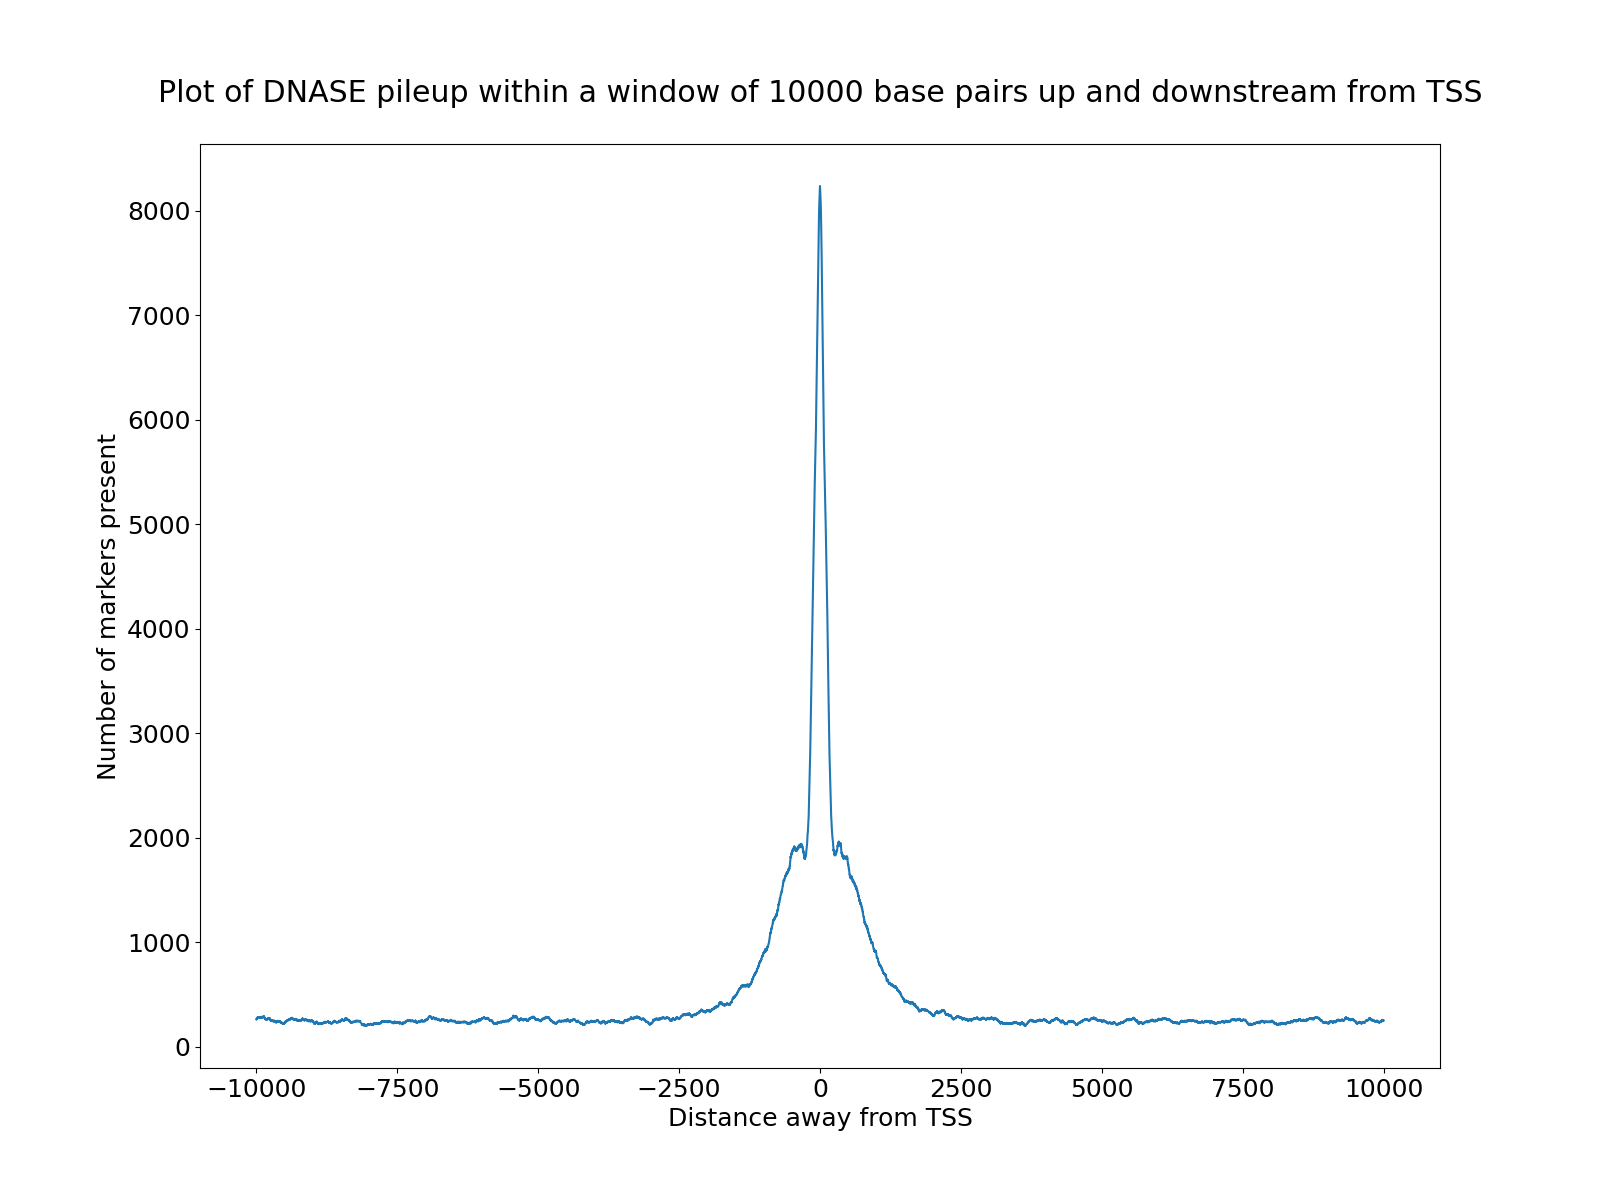 Plot of DNASE pileup within a window of 10000 base pairs up and downstream from TSS
8000
7000
6000
5000
4000
3000
2000
1000
0
Number of markers present
−10000 −7500 −5000 −2500 0 2500 5000 7500 10000
Distance away from TSS